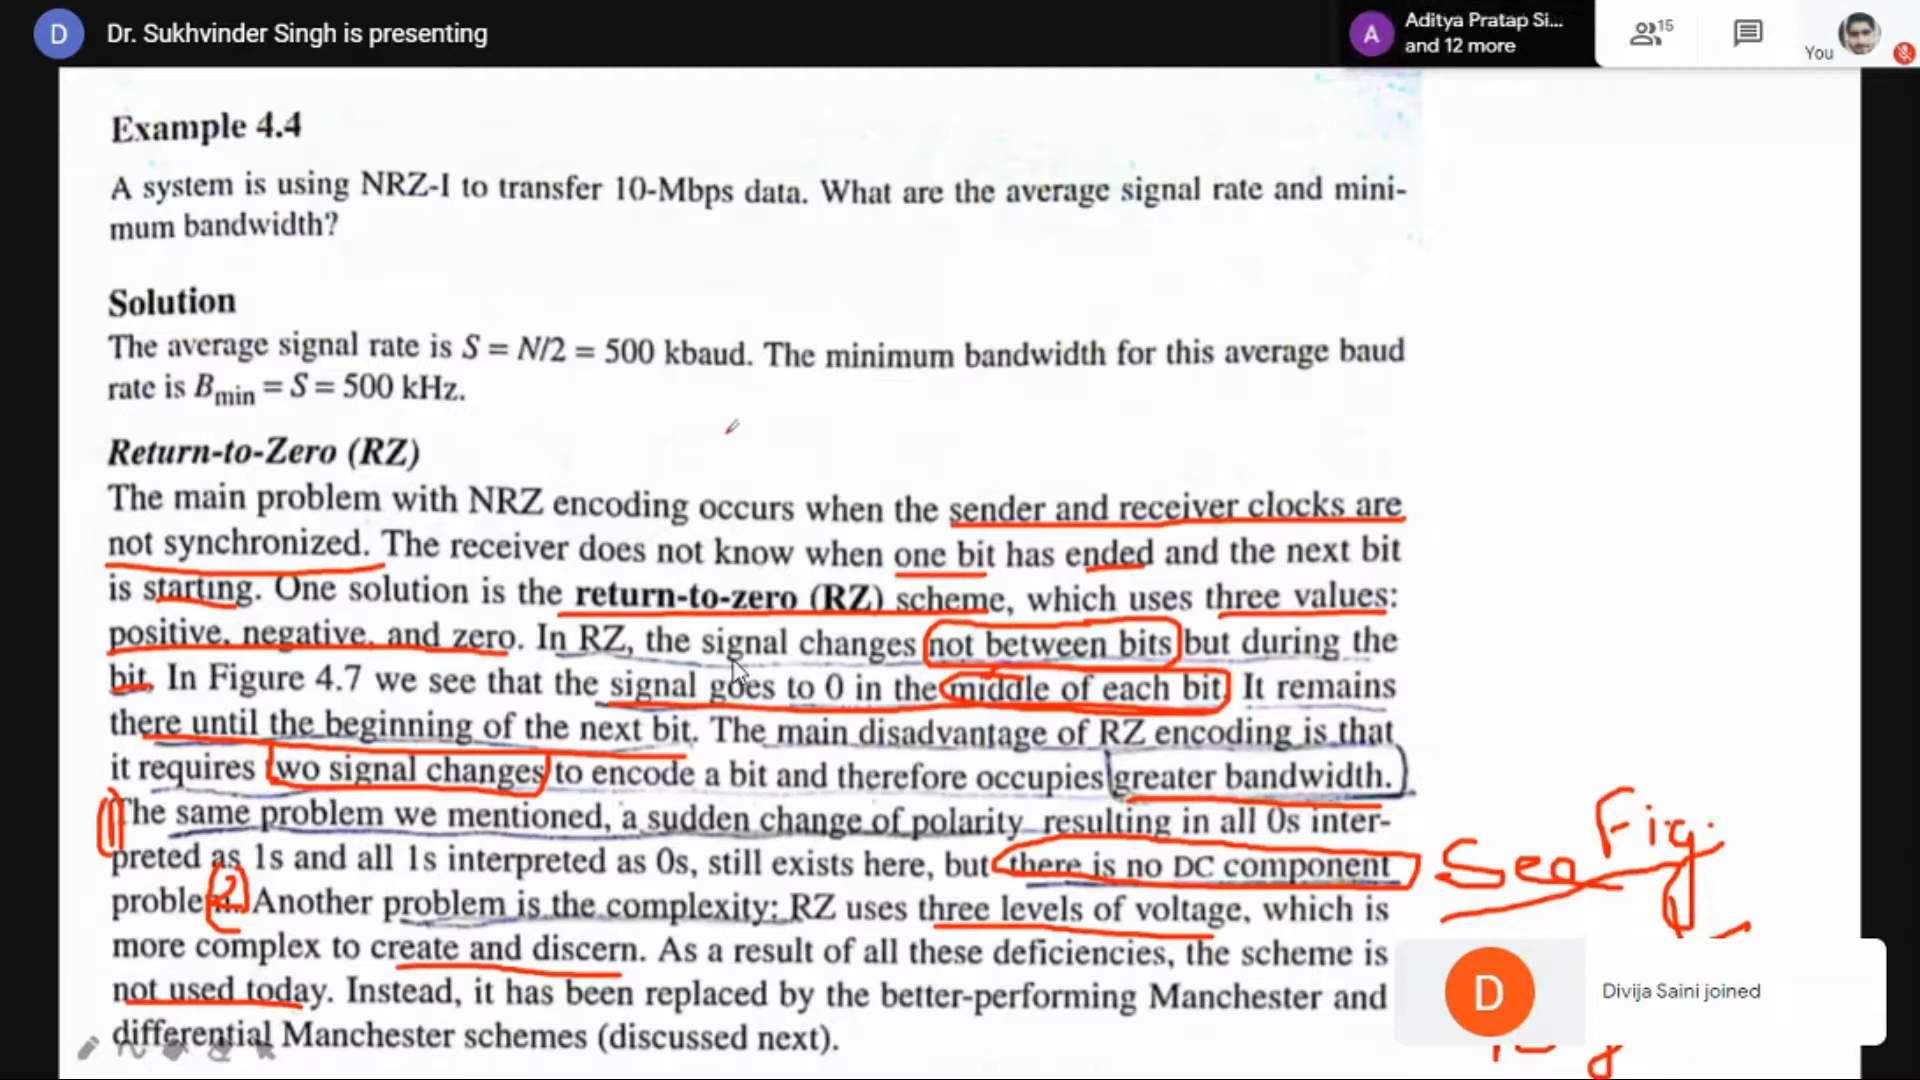 D Dr. Sukhvinder Singh is presenting
A Aditya Pratap Si...
and 12 more
15
You
Example 4.4
A system is using NRZ-I to transfer 10-Mbps data. What are the average signal rate and mini-
mum bandwidth?
Solution
The average signal rate is S = N/2 = 500 kbaud. The minimum bandwidth for this average baud
rate is Bmin = S = 500 kHz.
Return-to-Zero (RZ)
The main problem with NRZ encoding occurs when the sender and receiver clocks are
not synchronized. The receiver does not know when one bit has ended and the next bit
is starting. One solution is the return-to-zero (RZ) scheme, which uses three values:
positive, negative, and zero. In RZ, the signal changes not between bits but during the
bit. In Figure 4.7 we see that the signal goes to 0 in the middle of each bit. It remains
there until the beginning of the next bit. The main disadvantage of RZ encoding is that
it requires two signal changes to encode a bit and therefore occupies greater bandwidth.
The same problem we mentioned, a sudden change of polarity resulting in all 0s inter-
preted as 1s and all 1s interpreted as 0s, still exists here, but there is no DC component
problem. Another problem is the complexity: RZ uses three levels of voltage, which is
more complex to create and discern. As a result of all these deficiencies, the scheme is
not used today. Instead, it has been replaced by the better-performing Manchester and
differential Manchester schemes (discussed next).
1
2
See Fig.
D Divija Saini joined